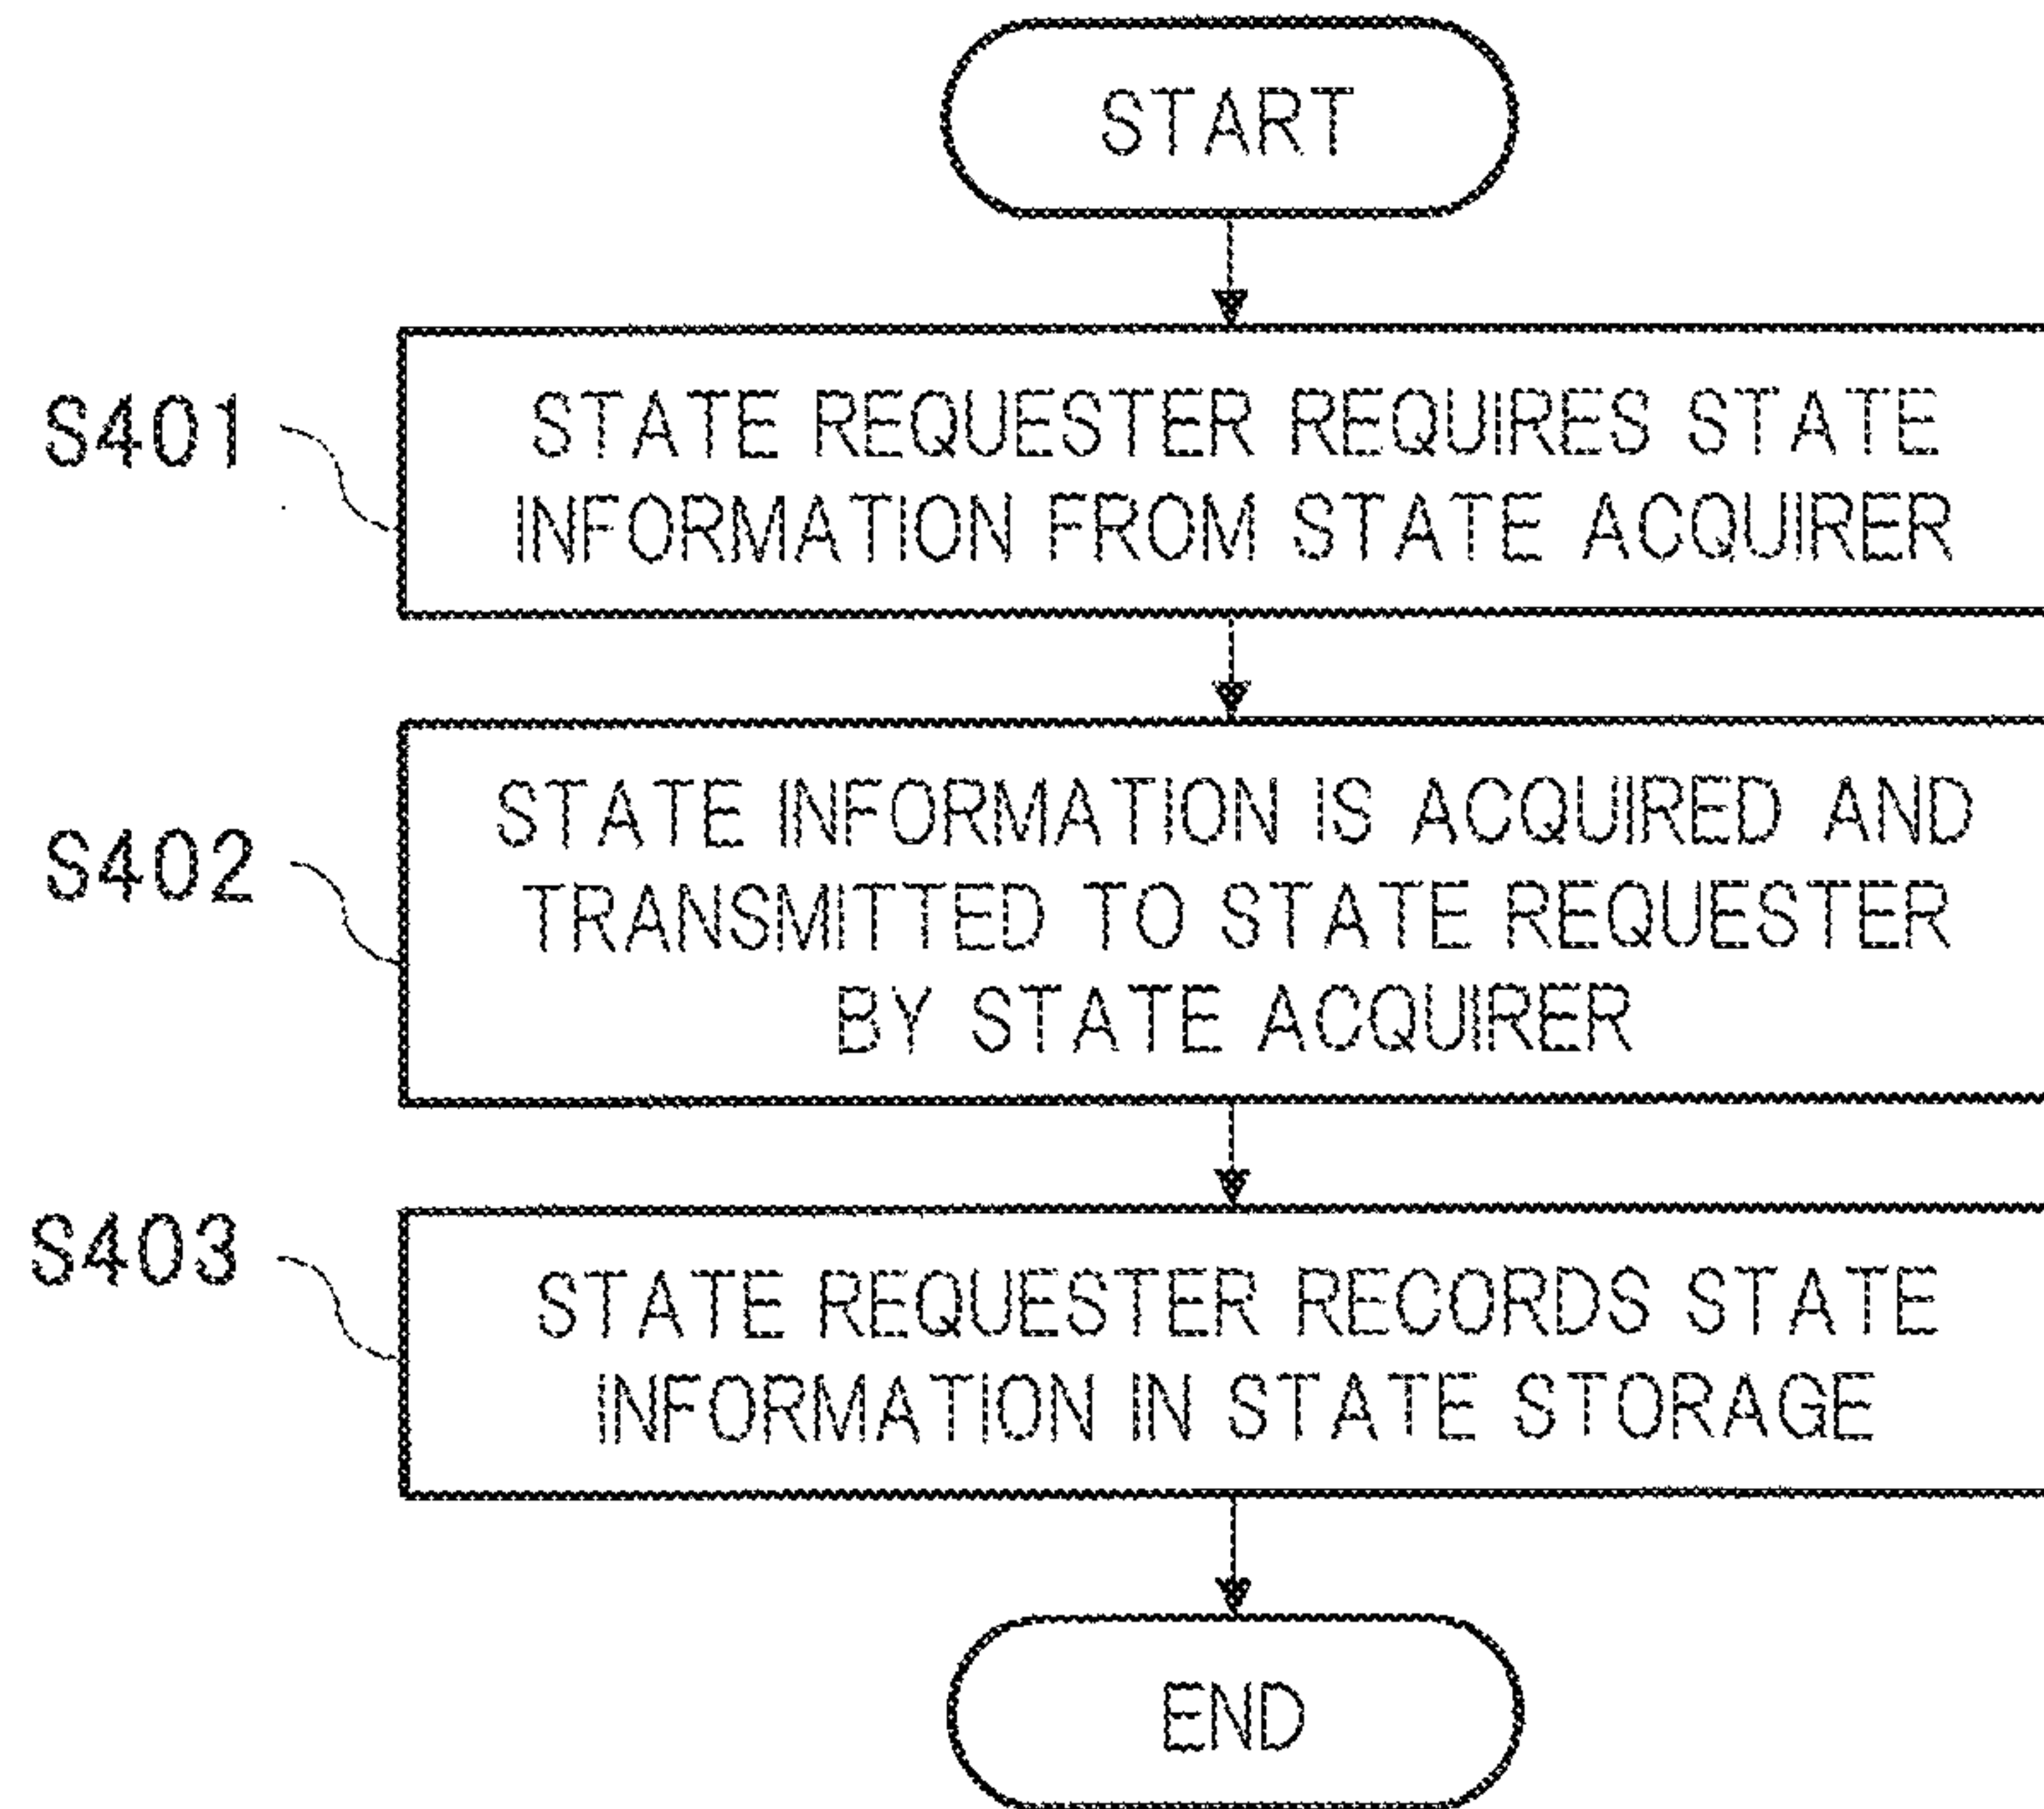 START
S401
STATE REQUESTER REQUIRES STATE
INFORMATION FROM STATE ACQUIRER
S402
STATE INFORMATION IS ACQUIRED AND
TRANSMITTED TO STATE REQUESTER
BY STATE ACQUIRER
S403
STATE REQUESTER RECORDS STATE
INFORMATION IN STATE STORAGE
END